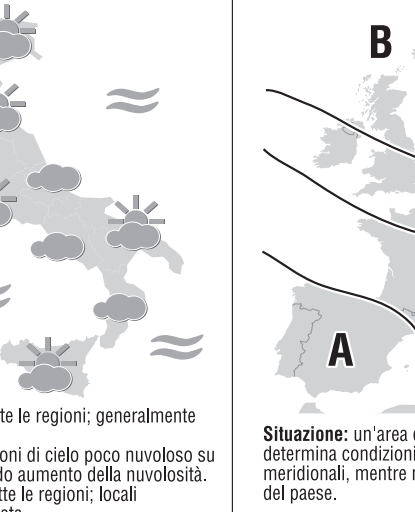 B
A
te le regioni; generalmente
oni di cielo poco nuvoloso su
do aumento della nuvolosità.
tte le regioni; locali
Situazione: un'area
determina condizioni
meridionali, mentre
del paese.